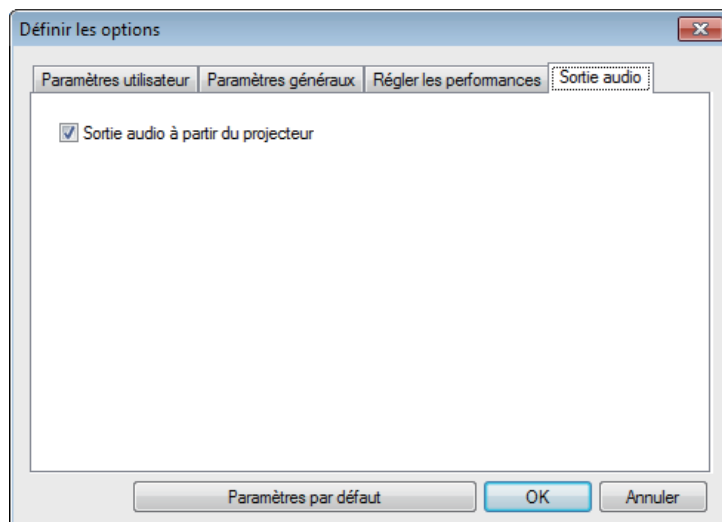 Définir les options
Paramètres utilisateur Paramètres généraux Régler les performances Sortie audio
Sortie audio à partir du projecteur
Paramètres par défaut OK Annuler